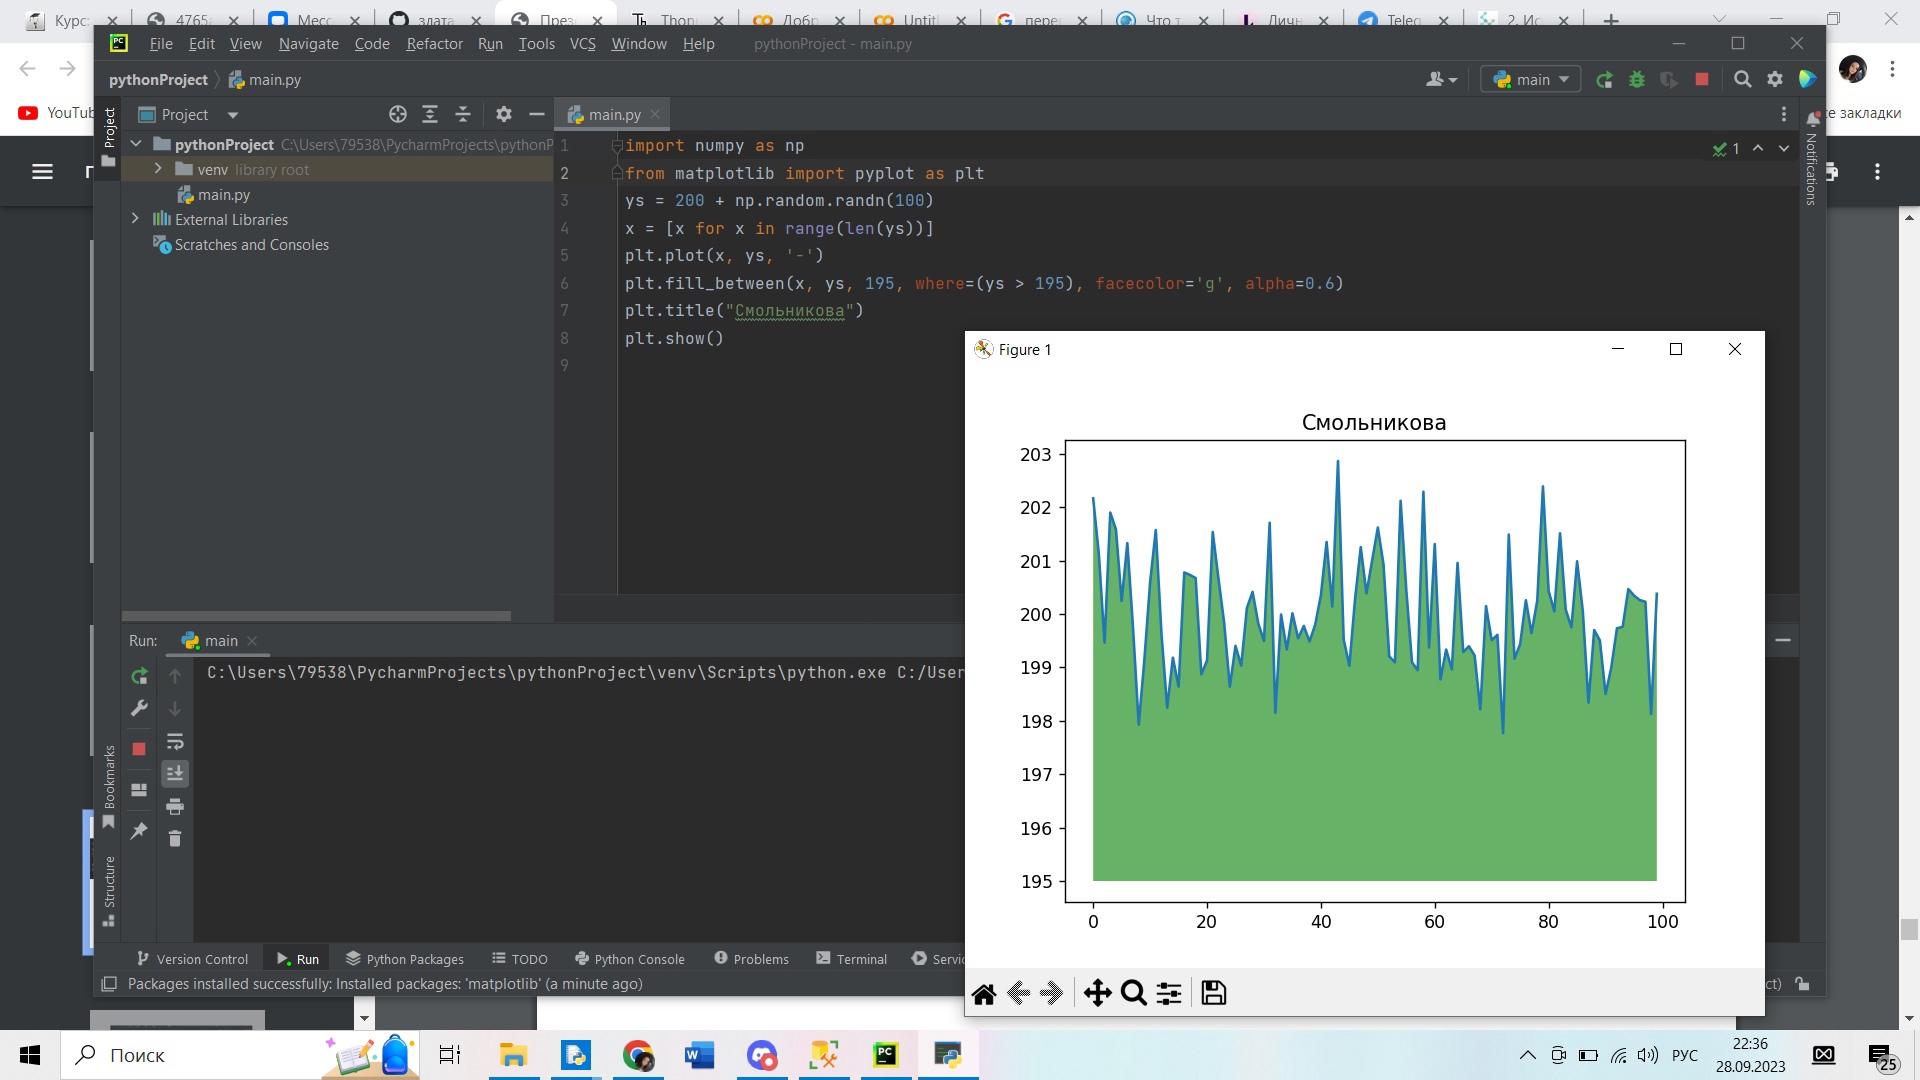 Курс:
4765
Месс
злата
През
Thon
Добр
Untitl
пере
Что т
Личн
Teleg
2. Ис
PC File Edit View Navigate Code Refactor Run Tools VCS Window Help pythonProject - main.py
pythonProject main.py
main
YouTub
Project
main.py
е закладки
Project
pythonProject C:\Users\79538\PycharmProjects\pythonP
venv library root
main.py
External Libraries
Scratches and Consoles
1 import numpy as np
2 from matplotlib import pyplot as plt
3 ys = 200 + np.random.randn(100)
4 x = [x for x in range(len(ys))]
5 plt.plot(x, ys, '-')
6 plt.fill_between(x, ys, 195, where=(ys > 195), facecolor='g', alpha=0.6)
7 plt.title("Смольникова")
8 plt.show()
9
1
Notifications
Figure 1
Смольникова
203
202
201
200
199
198
197
196
195
0 20 40 60 80 100
Run: main
C:\Users\79538\PycharmProjects\pythonProject\venv\Scripts\python.exe C:/User
Bookmarks
Structure
Version Control Run Python Packages TODO Python Console Problems Terminal Servic
Packages installed successfully: Installed packages: 'matplotlib' (a minute ago)
ct)
Поиск
PC
РУС
22:36
28.09.2023
25